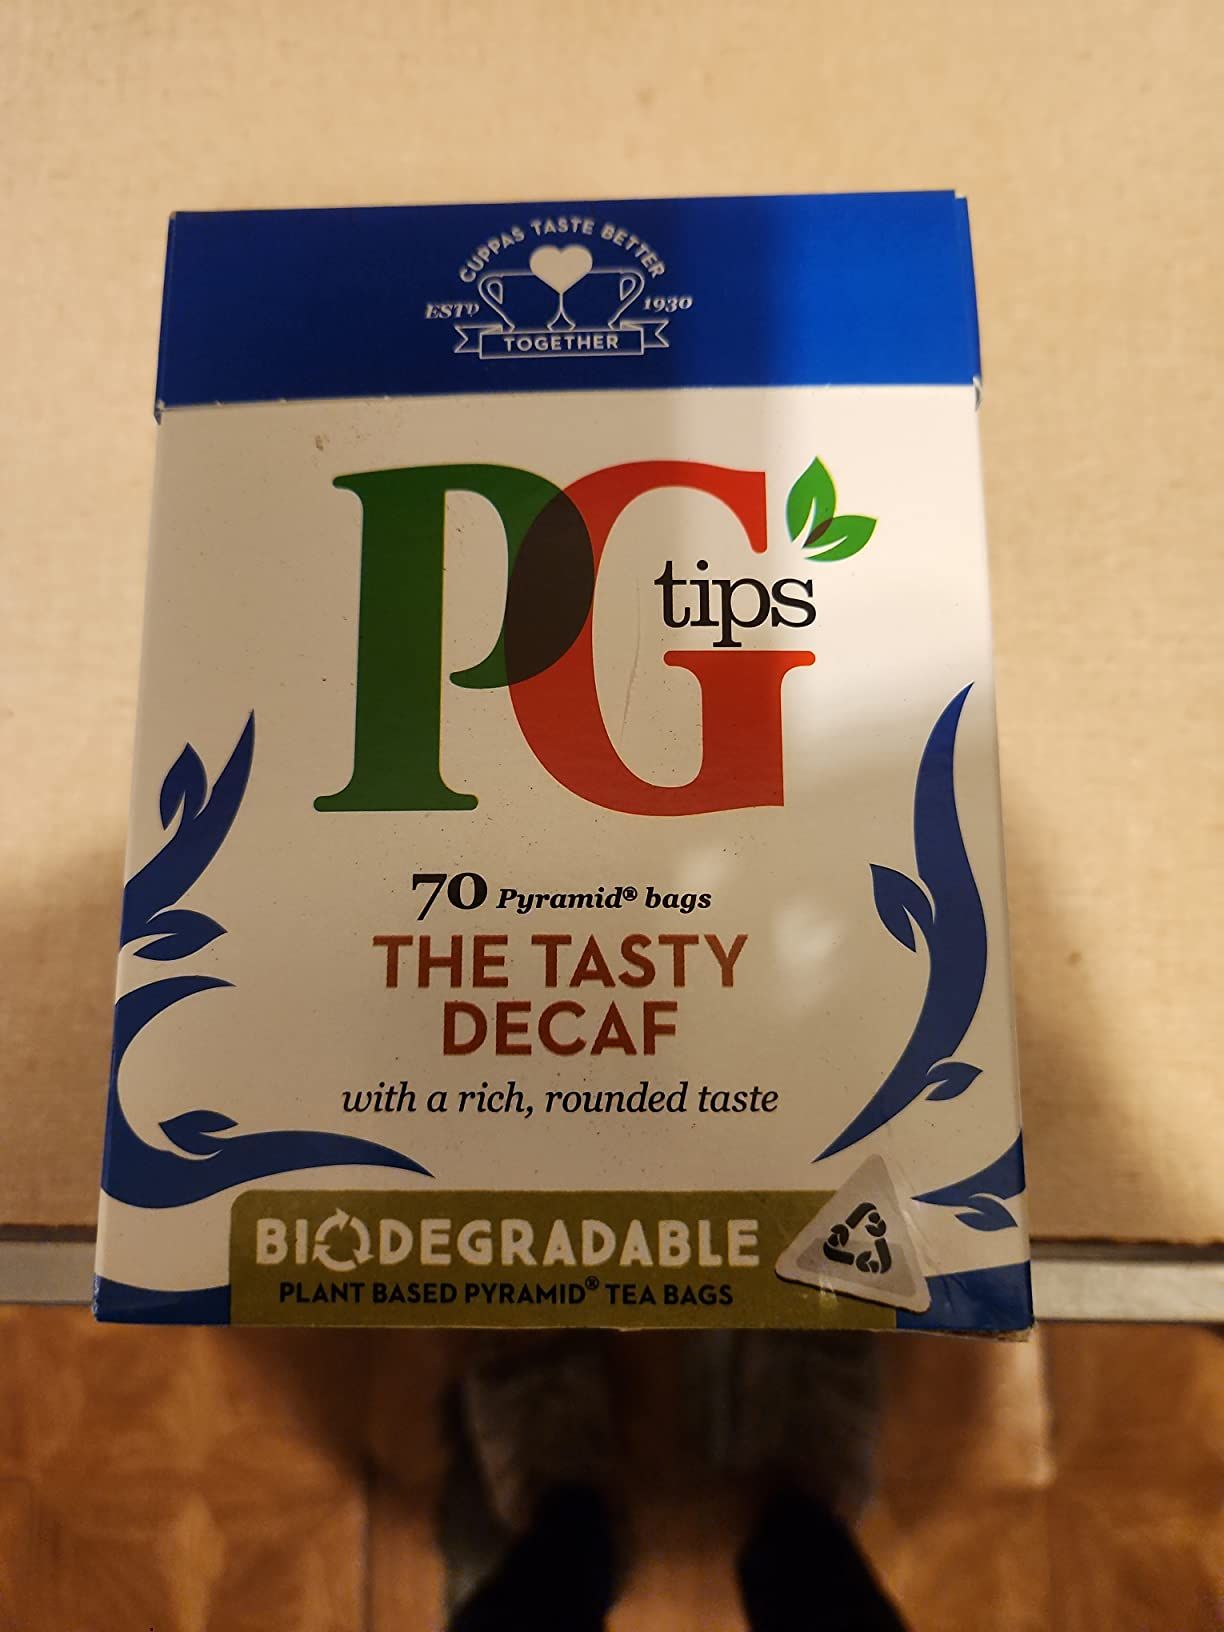 CUPPAS TASTE BETTER
ESTD 1930
TOGETHER
PG
tips
70 Pyramid® bags
THE TASTY
DECAF
with a rich, rounded taste
BIODEGRADABLE
PLANT BASED PYRAMID® TEA BAGS